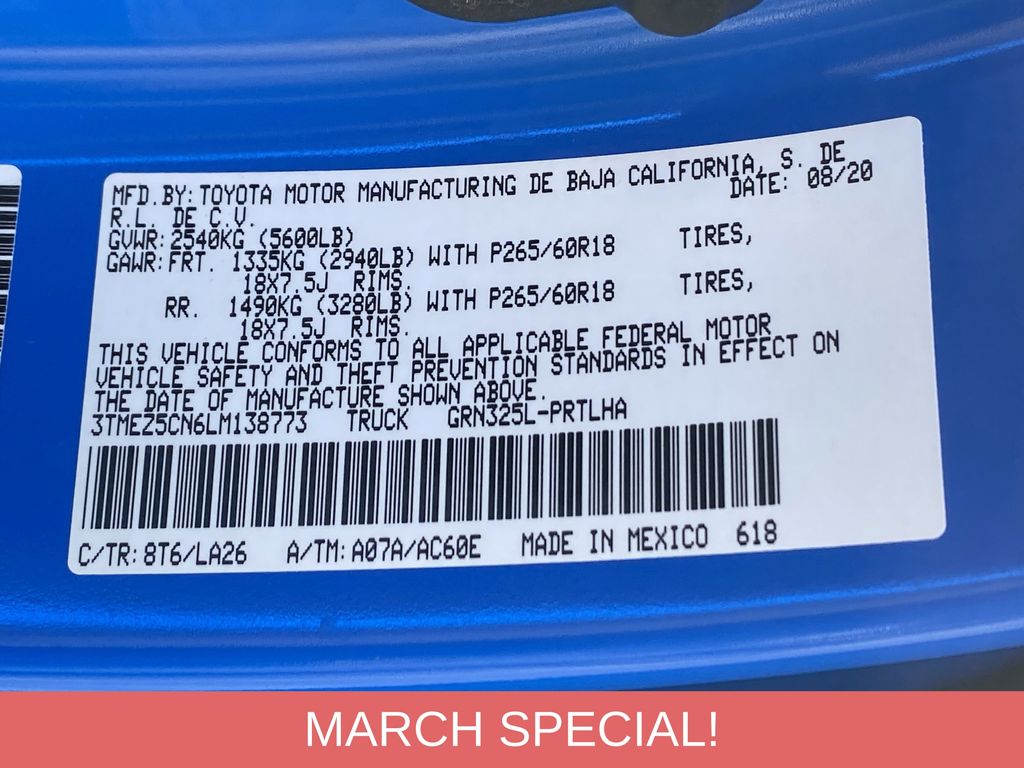 MFD.BY:TOYOTA MOTOR MANUFACTURING DE BAJA CALIFORNIA, S. DE
R.L. DE C.V. DATE: 08/20
GVWR:2540KG (5600LB)
GAWR:FRT. 1335KG (2940LB) WITH P265/60R18 TIRES,
18X7.5J RIMS.
RR. 1490KG (3280LB) WITH P265/60R18 TIRES,
18X7.5J RIMS.
THIS VEHICLE CONFORMS TO ALL APPLICABLE FEDERAL MOTOR
VEHICLE SAFETY AND THEFT PREVENTION STANDARDS IN EFFECT ON
THE DATE OF MANUFACTURE SHOWN ABOVE.
3TMEZ5CN6LM138773 TRUCK GRN325L-PRTLHA
C/TR:8T6/LA26 A/TM:A07A/AC60E MADE IN MEXICO 618
MARCH SPECIAL!